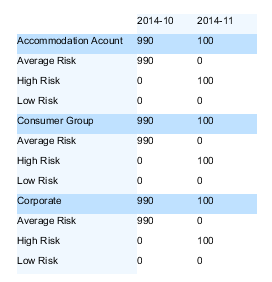 2014-10 2014-11
Accommodation Acount 990 100
Average Risk 990 0
High Risk 0 100
Low Risk 0 0
Consumer Group 990 100
Average Risk 990 0
High Risk 0 100
Low Risk 0 0
Corporate 990 100
Average Risk 990 0
High Risk 0 100
Low Risk 0 0